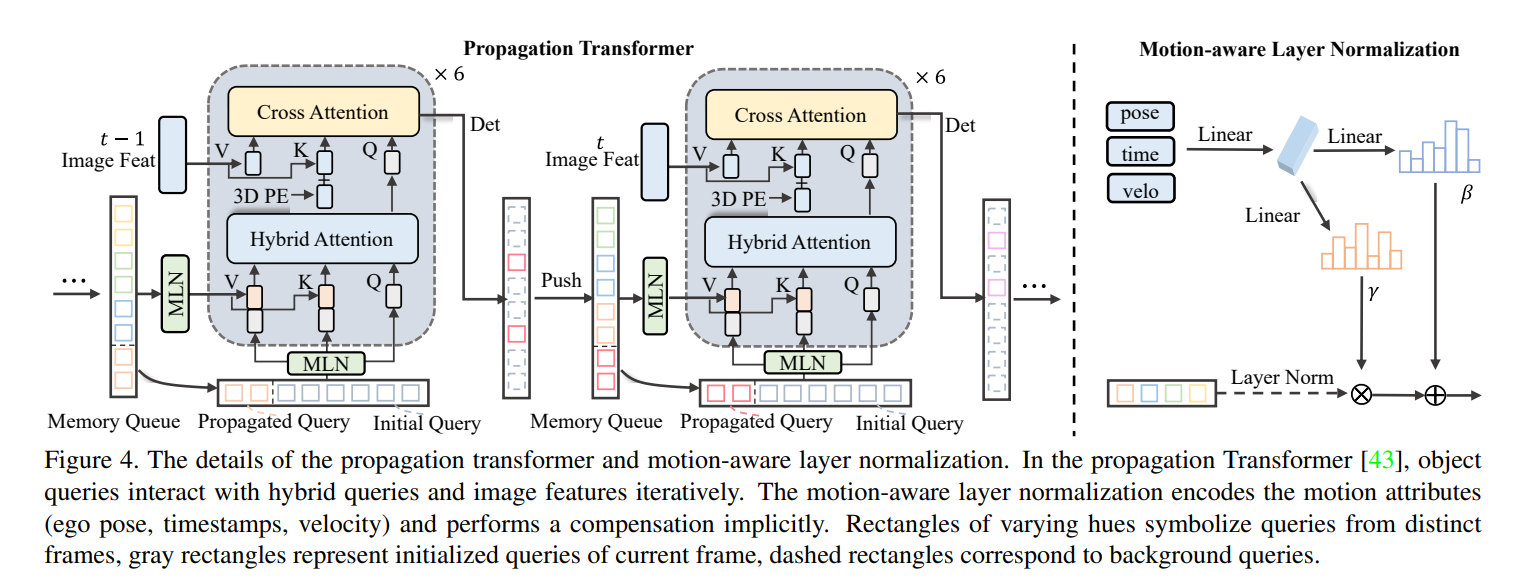 Propagation Transformer
Motion-aware Layer Normalization
× 6
Cross Attention
t − 1
Image Feat
V
K
Q
Det
3D PE
+
Hybrid Attention
...
MLN
V
K
Q
MLN
Memory Queue
Propagated Query
Initial Query
Push
× 6
Cross Attention
t
Image Feat
V
K
Q
Det
3D PE
+
Hybrid Attention
MLN
V
K
Q
MLN
...
Memory Queue
Propagated Query
Initial Query
pose
time
velo
Linear
Linear
Linear
β
γ
Layer Norm
Figure 4. The details of the propagation transformer and motion-aware layer normalization. In the propagation Transformer [43], object
queries interact with hybrid queries and image features iteratively. The motion-aware layer normalization encodes the motion attributes
(ego pose, timestamps, velocity) and performs a compensation implicitly. Rectangles of varying hues symbolize queries from distinct
frames, gray rectangles represent initialized queries of current frame, dashed rectangles correspond to background queries.